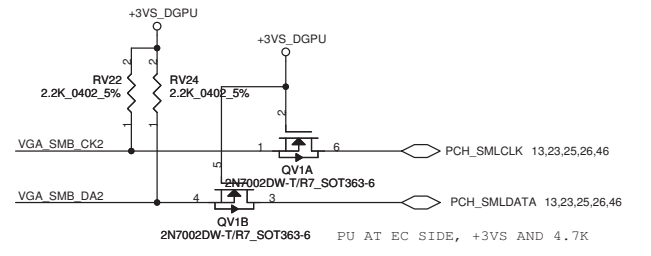 +3VS_DGPU
+3VS_DGPU
2
2
RV22
RV24
2.2K_0402_5%
2.2K_0402_5%
2
1
1
VGA_SMB_CK2
1
6
PCH_SMLCLK 13,23,25,26,46
QV1A
5
2N7002DW-T/R7_SOT363-6
VGA_SMB_DA2
4
3
PCH_SMLDATA 13,23,25,26,46
QV1B
2N7002DW-T/R7_SOT363-6
PU AT EC SIDE, +3VS AND 4.7K